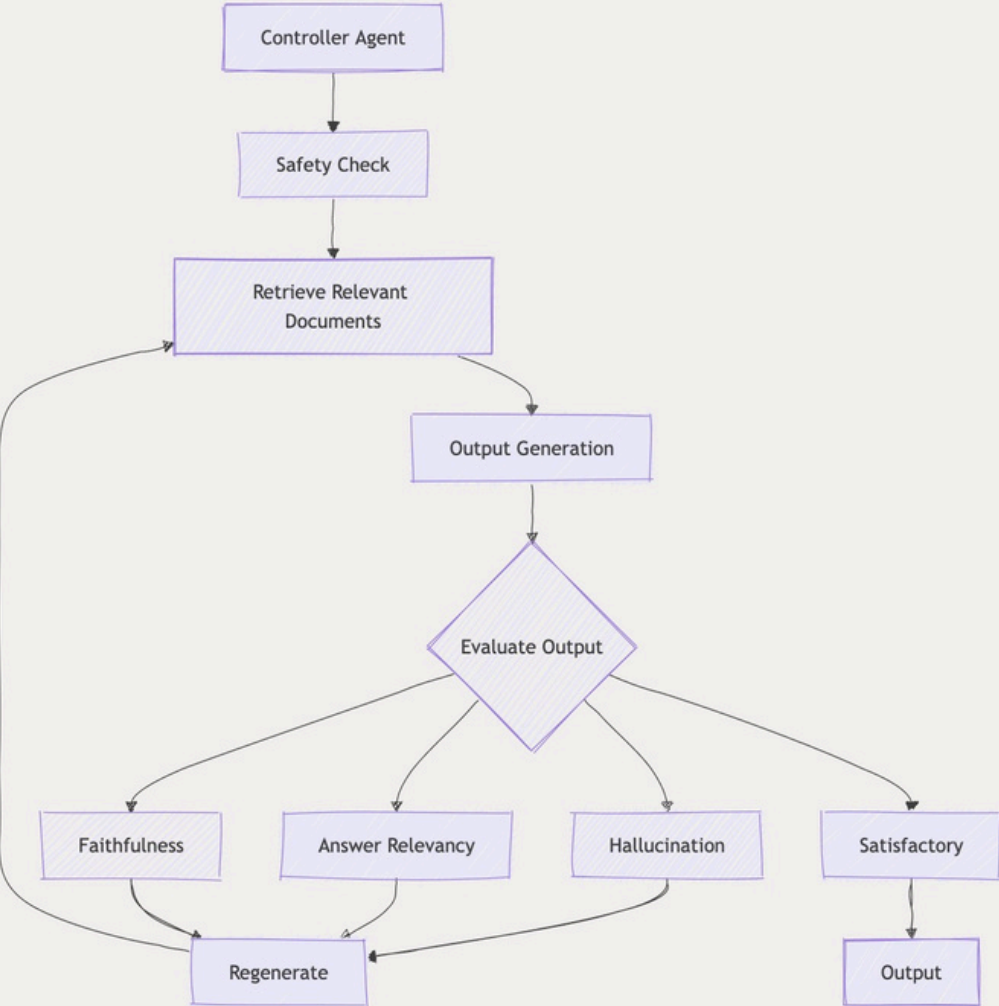 Controller Agent
Safety Check
Retrieve Relevant
Documents
Output Generation
Evaluate Output
Faithfulness
Answer Relevancy
Hallucination
Satisfactory
Regenerate
Output